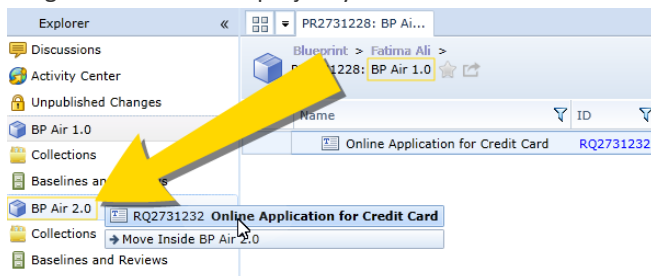 Explorer « PR2731228: BP Ai...
Discussions
Blueprint > Fatima Ali >
Activity Center
PR2731228: BP Air 1.0
Unpublished Changes
Name ID
BP Air 1.0
Online Application for Credit Card RQ2731232
Collections
Baselines
BP Air 2.0
RQ2731232 Online Application for Credit Card
Collections
Move Inside BP Air 2.0
Baselines and Reviews